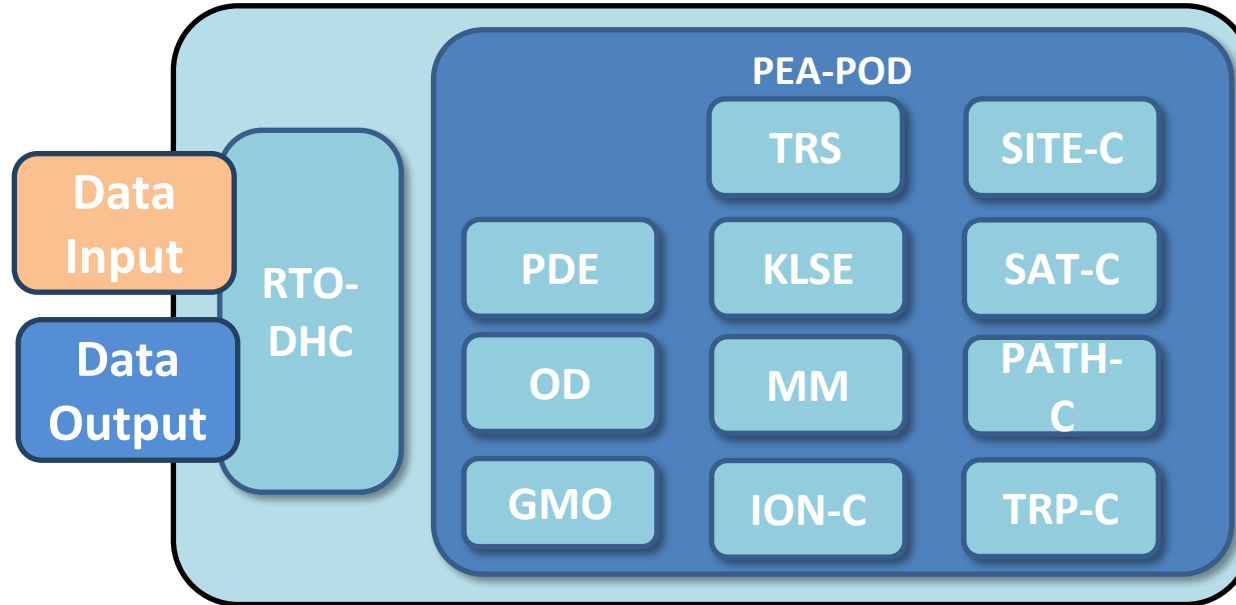 PEA-POD
TRS
SITE-C
Data
Input
RTO-
DHC
PDE
KLSE
SAT-C
Data
Output
OD
MM
PATH-
C
GMO
ION-C
TRP-C